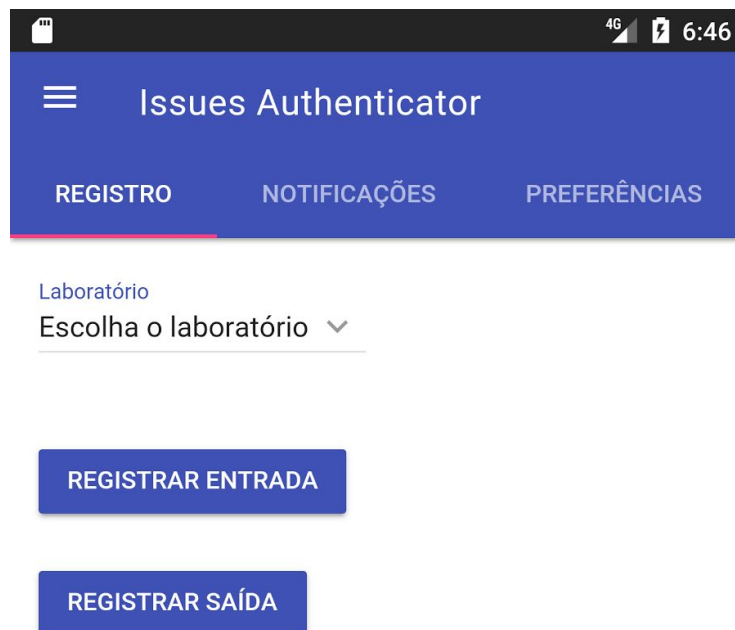 4G 6:46
Issues Authenticator
REGISTRO NOTIFICAÇÕES PREFERÊNCIAS
Laboratório
Escolha o laboratório
REGISTRAR ENTRADA
REGISTRAR SAÍDA